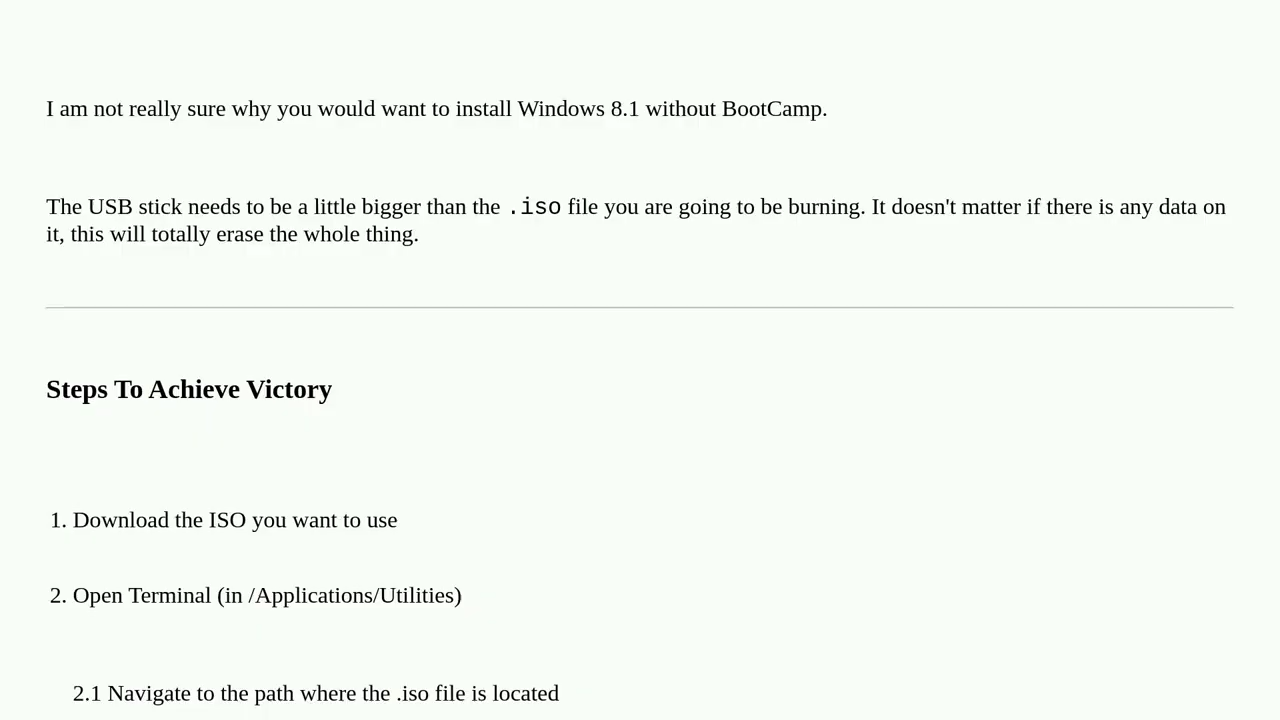 I am not really sure why you would want to install Windows 8.1 without BootCamp.
The USB stick needs to be a little bigger than the .iso file you are going to be burning. It doesn't matter if there is any data on
it, this will totally erase the whole thing.
Steps To Achieve Victory
1. Download the ISO you want to use
2. Open Terminal (in /Applications/Utilities)
2.1 Navigate to the path where the .iso file is located